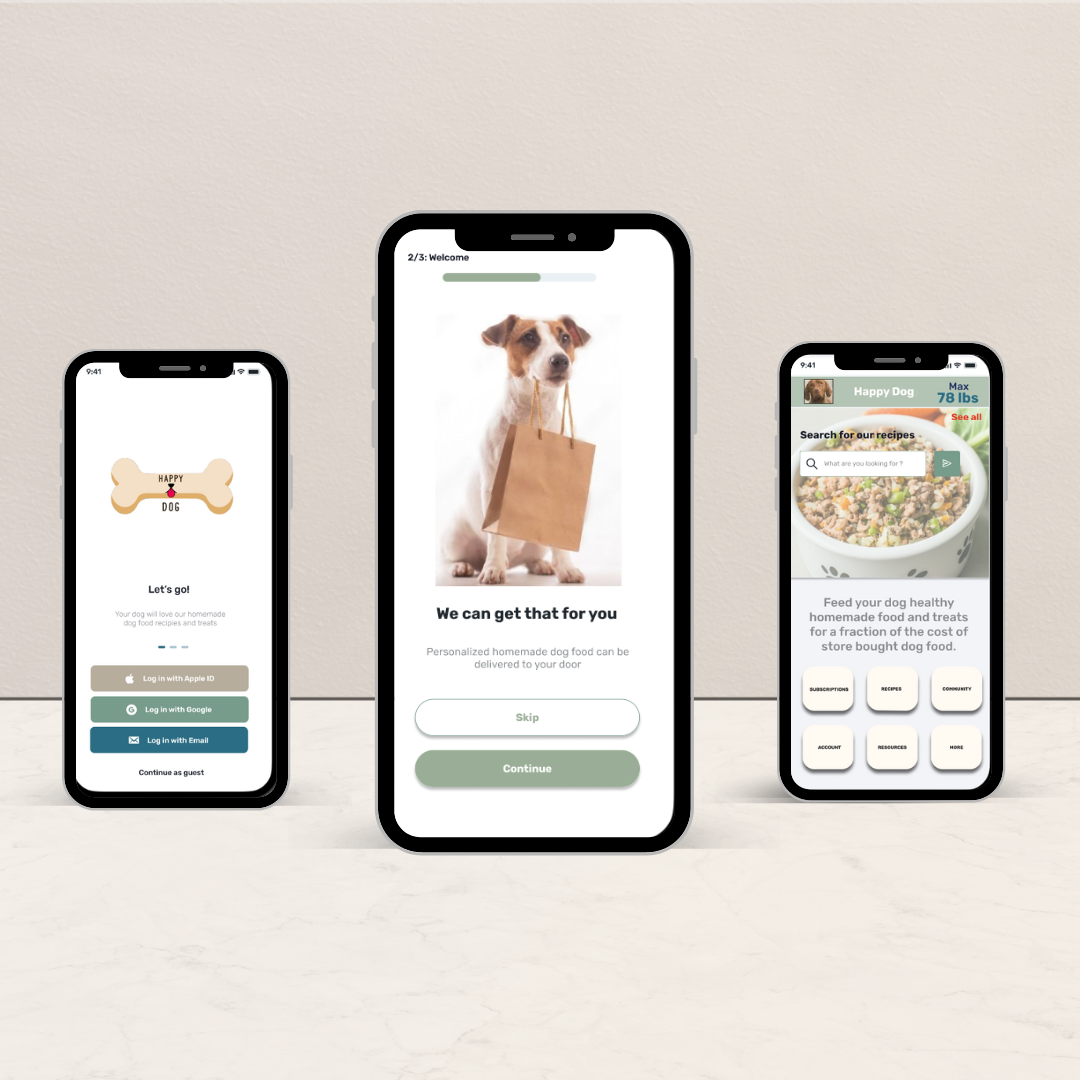 9:41
HAPPY
DOG
Let's go!
Your dog will love our homemade
dog food recipies and treats
Log in with Apple ID
G
Log in with Google
Log in with Email
Continue as guest
2/3: Welcome
We can get that for you
Personalized homemade dog food can be
delivered to your door
Skip
Continue
9:41
Happy Dog
Max
78 lbs
See all
Search for our recipes
What are you looking for ?
Feed your dog healthy
homemade food and treats
for a fraction of the cost of
store bought dog food.
SUBSCRIPTIONS
RECIPES
COMMUNITY
ACCOUNT
RESOURCES
MORE